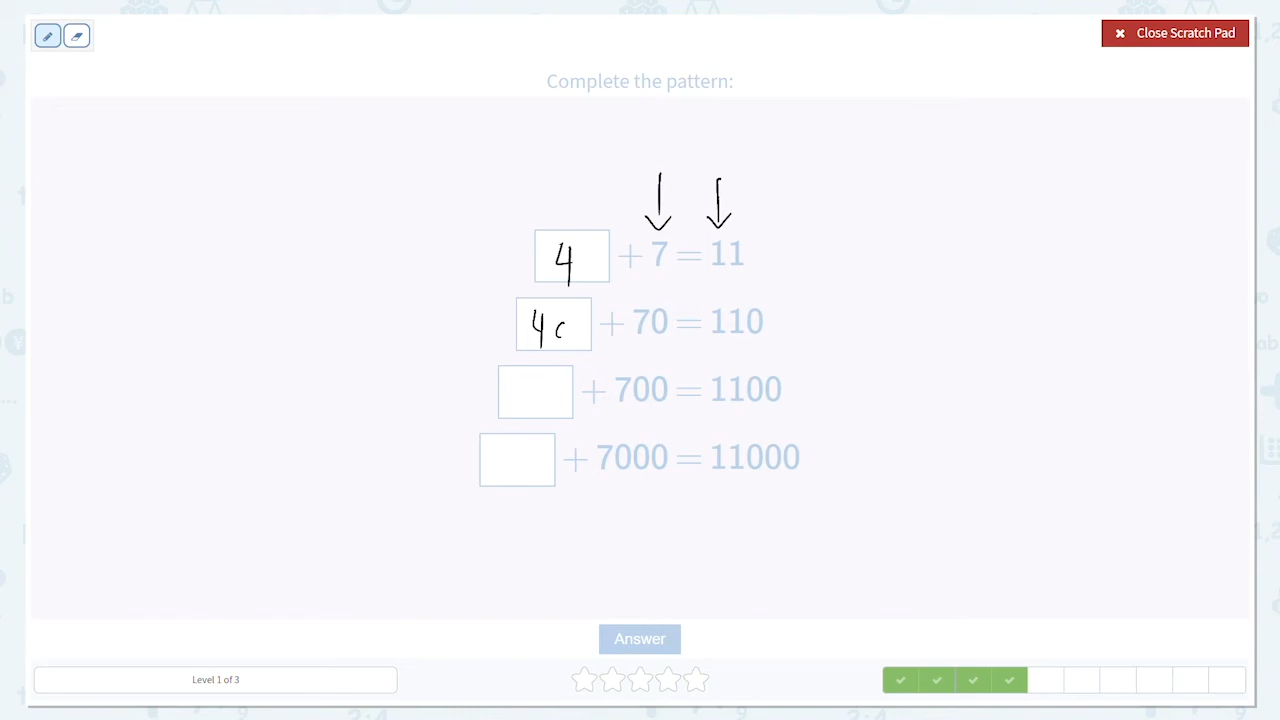 Close Scratch Pad
Complete the pattern:
4 + 7 = 11
4c + 70 = 110
+ 700 = 1100
+ 7000 = 11000
Answer
Level 1 of 3